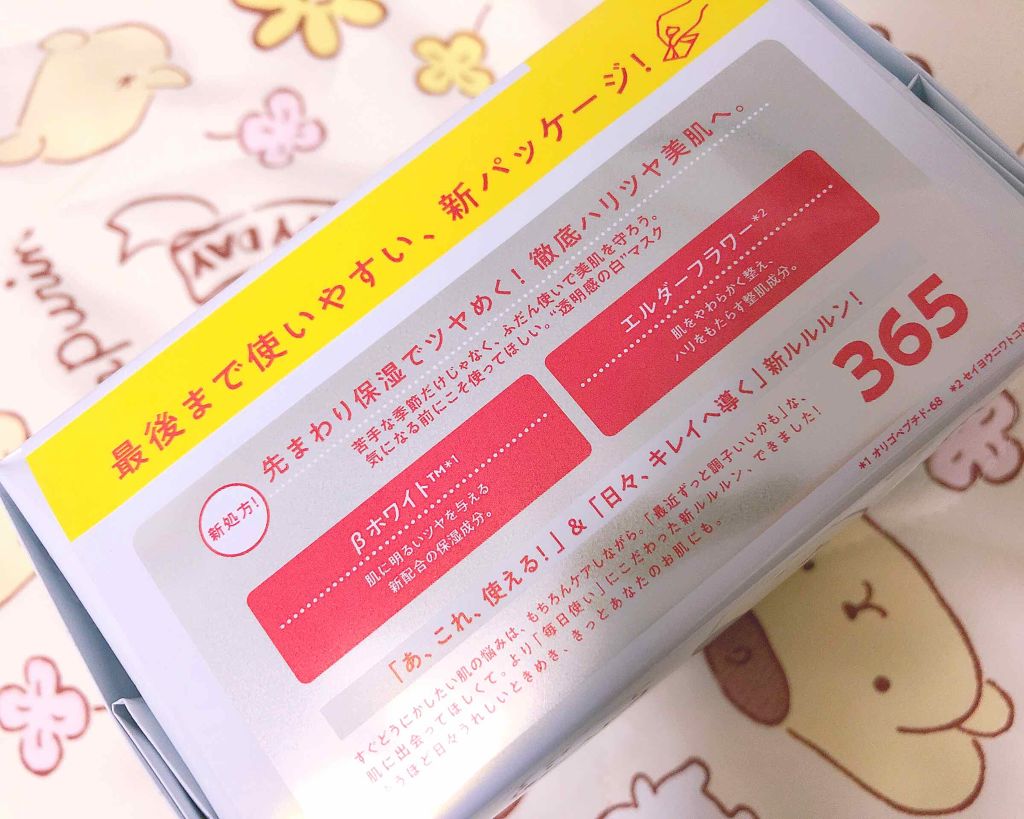 最後まで使いやすい、新パッケージ!
新処方!
先まわり保湿でツヤめく! 徹底ハリツヤ美肌へ。
苦手な季節だけじゃなく、ふだん使いで美肌を守ろう。
気になる前にこそ使ってほしい。"透明感の白"マスク
βホワイト™*1
肌に明るいツヤを与える
新配合の保湿成分。
エルダーフラワー*2
肌をやわらかく整え、
ハリをもたらす整肌成分。
「あ、これ、使える!」&「日々、キレイへ導く」新ルルルン!
365
すぐどうにかしたい肌の悩みは、もちろんケアしながら。「最近ずっと調子いいかも」な、
肌に出会ってほしくて。より「毎日使い」にこだわった新ルルルン、できました!
うほど日々うれしいときめき、きっとあなたのお肌にも。
*1 オリゴペプチド-68 *2 セイヨウニワトコ
DAY
purin